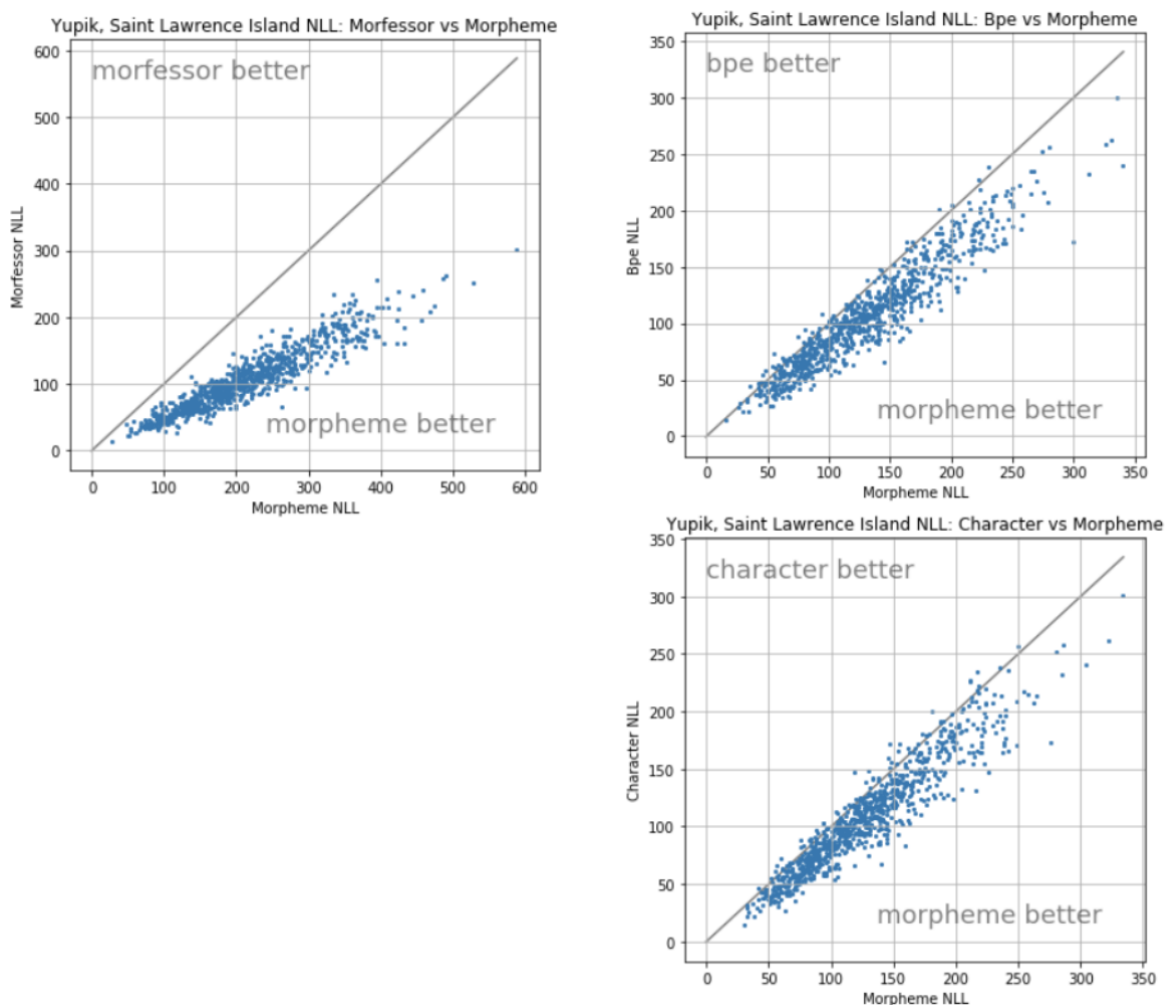 Yupik, Saint Lawrence Island NLL: Morfessor vs Morpheme
600
500
400
300
200
100
0
Morfessor NLL
morfessor better
morpheme better
0 100 200 300 400 500 600
Morpheme NLL
Yupik, Saint Lawrence Island NLL: Bpe vs Morpheme
350
300
250
200
150
100
50
0
Bpe NLL
bpe better
morpheme better
0 50 100 150 200 250 300 350
Morpheme NLL
Yupik, Saint Lawrence Island NLL: Character vs Morpheme
350
300
250
200
150
100
50
0
Character NLL
character better
morpheme better
0 50 100 150 200 250 300 350
Morpheme NLL